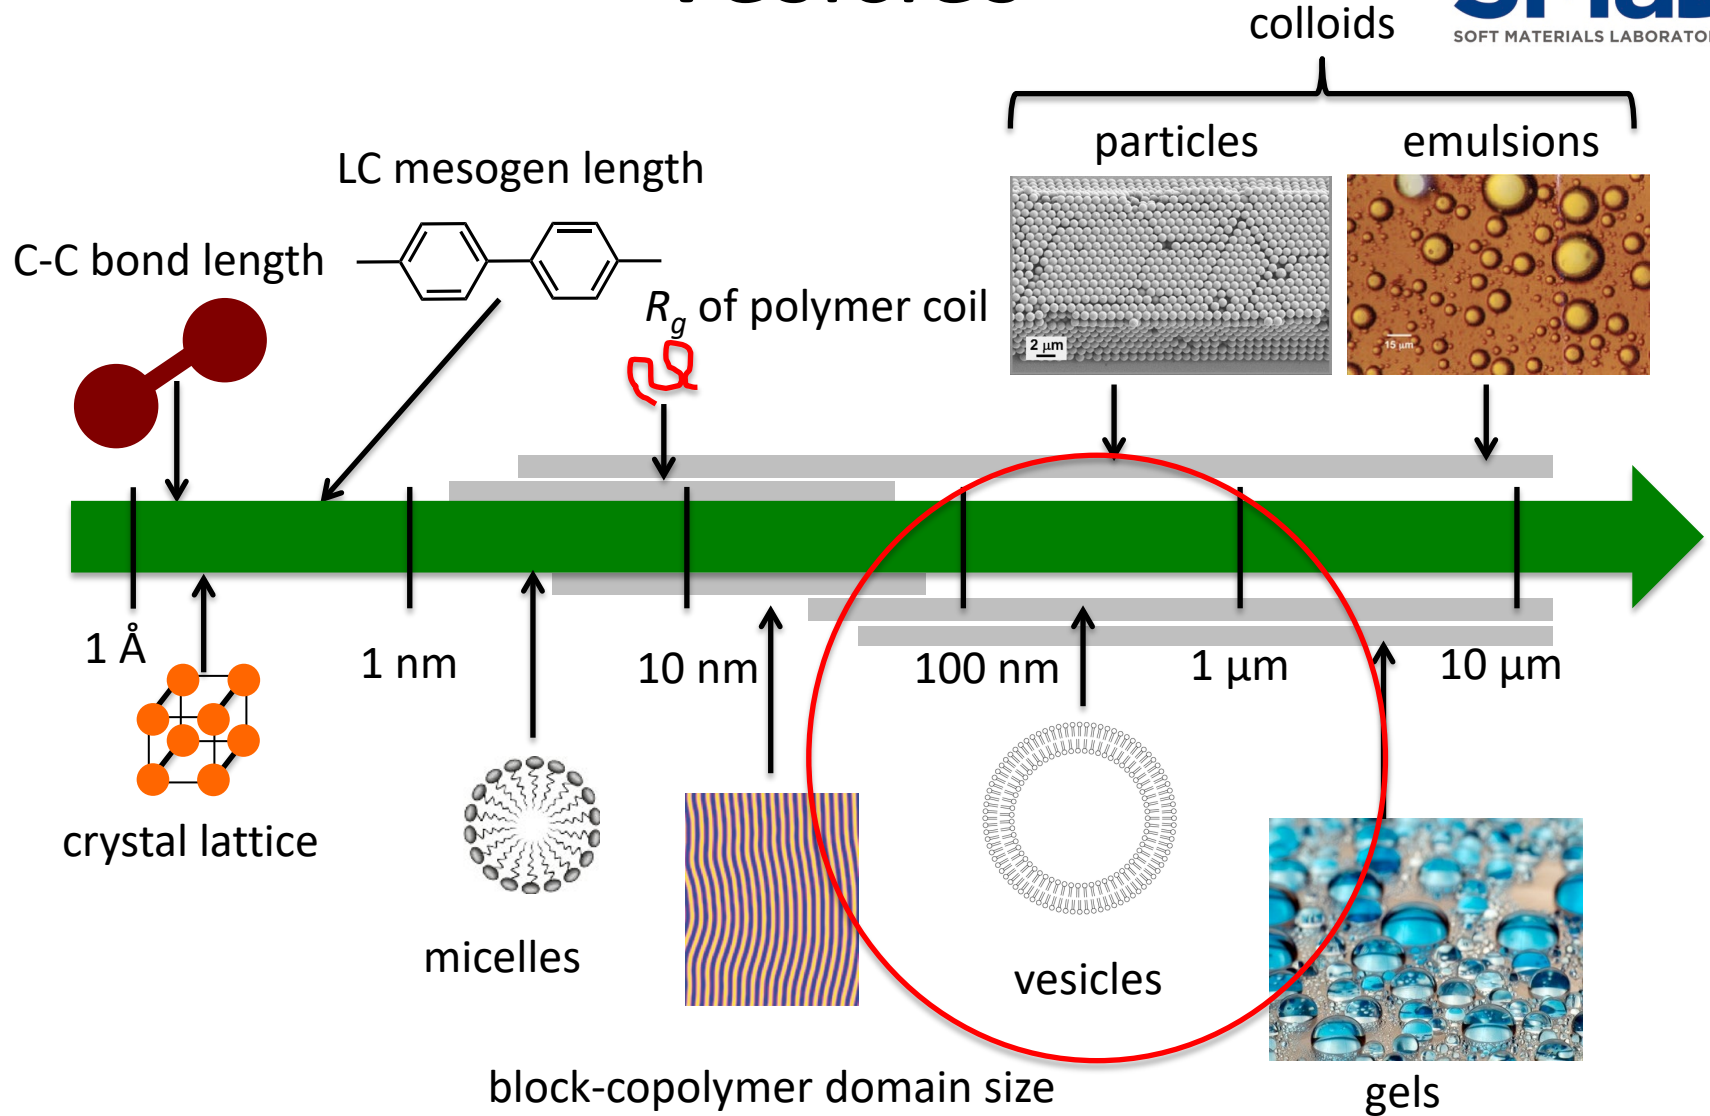 colloids
SOFT MATERIALS
particles
emulsions
LC mesogen length
C-C bond length
Rg of polymer coil
2 μm
15 μm
1 Å
1 nm
10 nm
100 nm
1 μm
10 μm
crystal lattice
micelles
vesicles
block-copolymer domain size
gels